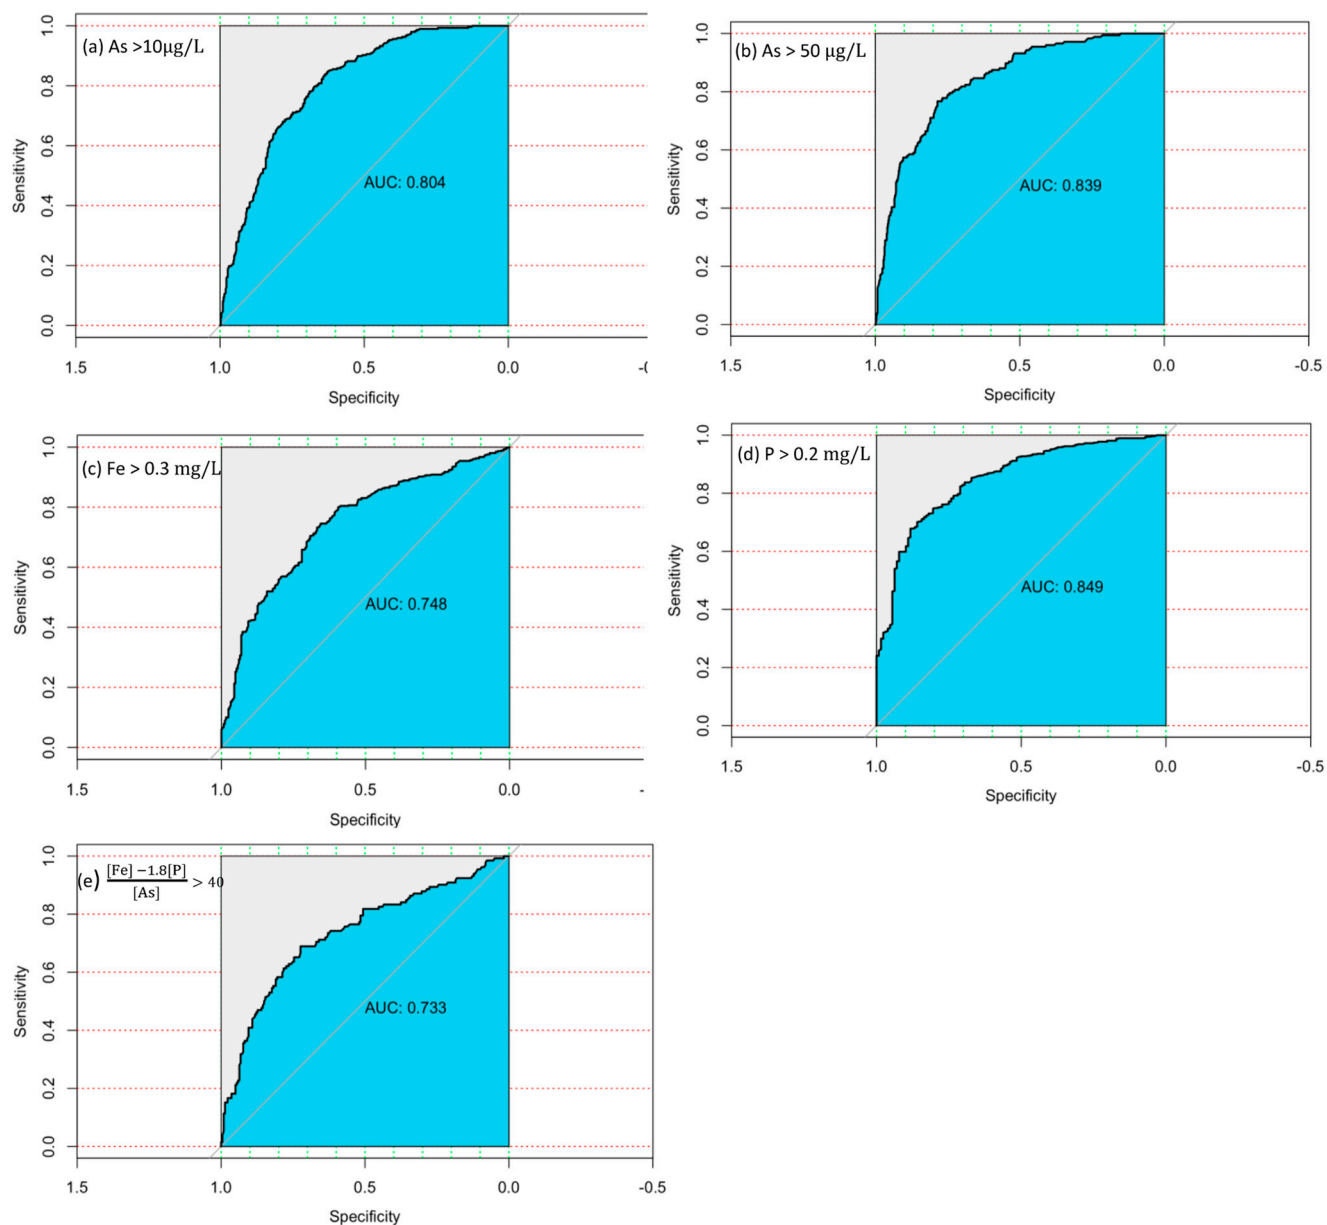 (a) As >10μg/L
AUC: 0.804
Sensitivity
0.0 0.2 0.4 0.6 0.8 1.0
1.5 1.0 0.5 0.0 -0
Specificity
(b) As > 50 μg/L
AUC: 0.839
Sensitivity
0.0 0.2 0.4 0.6 0.8 1.0
1.5 1.0 0.5 0.0 -0.5
Specificity
(c) Fe > 0.3 mg/L
AUC: 0.748
Sensitivity
0.0 0.2 0.4 0.6 0.8 1.0
1.5 1.0 0.5 0.0 -
Specificity
(d) P > 0.2 mg/L
AUC: 0.849
Sensitivity
0.0 0.2 0.4 0.6 0.8 1.0
1.5 1.0 0.5 0.0 -0.5
Specificity
(e) [Fe] −1.8[P]
[As]
> 40
AUC: 0.733
Sensitivity
0.0 0.2 0.4 0.6 0.8 1.0
1.5 1.0 0.5 0.0 -0.5
Specificity